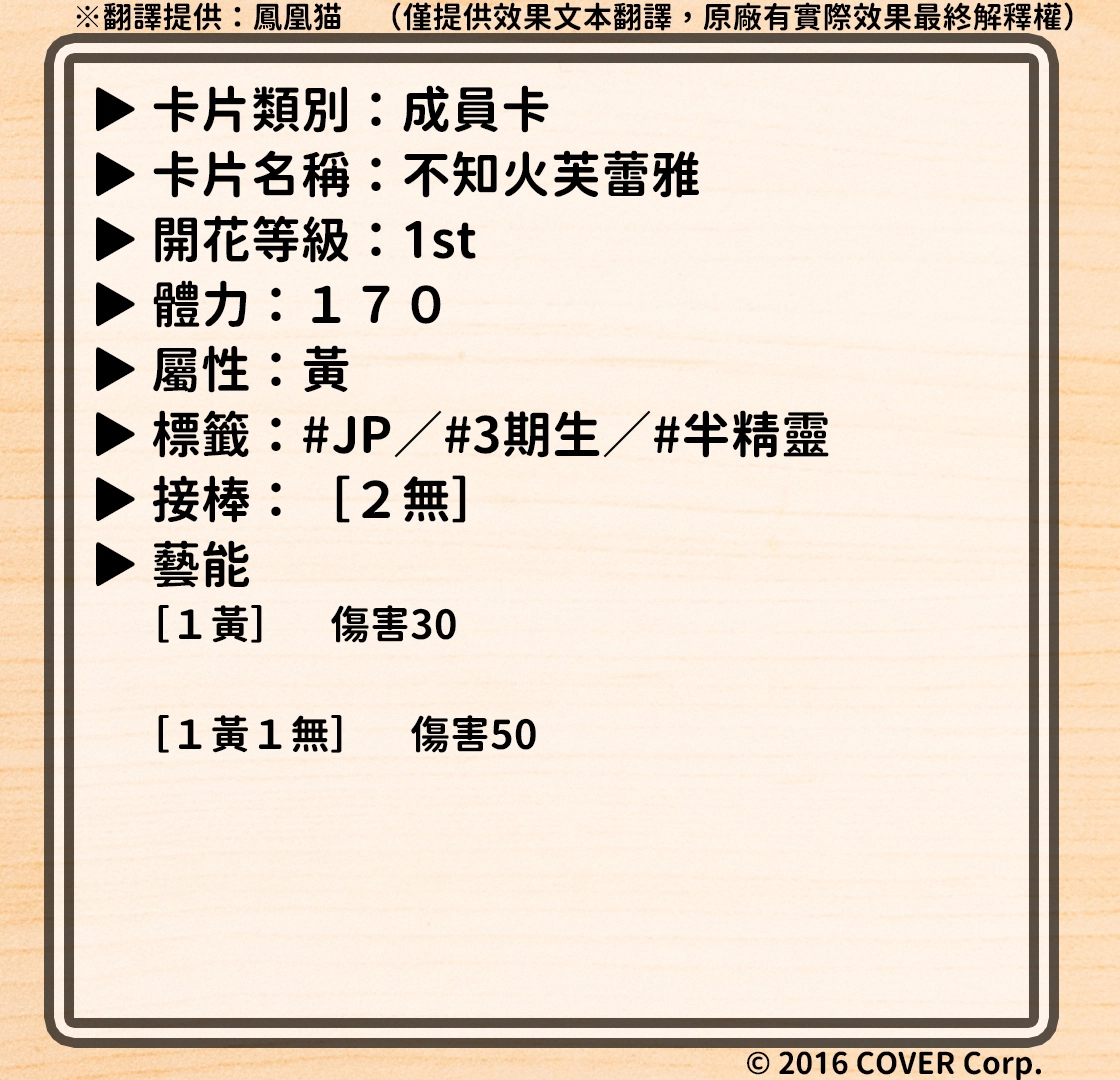 ※翻譯提供：鳳凰猫　（僅提供效果文本翻譯，原廠有實際效果最終解釋權）
▶ 卡片類別：成員卡
▶ 卡片名稱：不知火芙蕾雅
▶ 開花等級：1st
▶ 體力：１７０
▶ 屬性：黃
▶ 標籤：#JP／#3期生／#半精靈
▶ 接棒：［２無］
▶ 藝能
［１黃］　傷害30
［１黃１無］　傷害50
© 2016 COVER Corp.